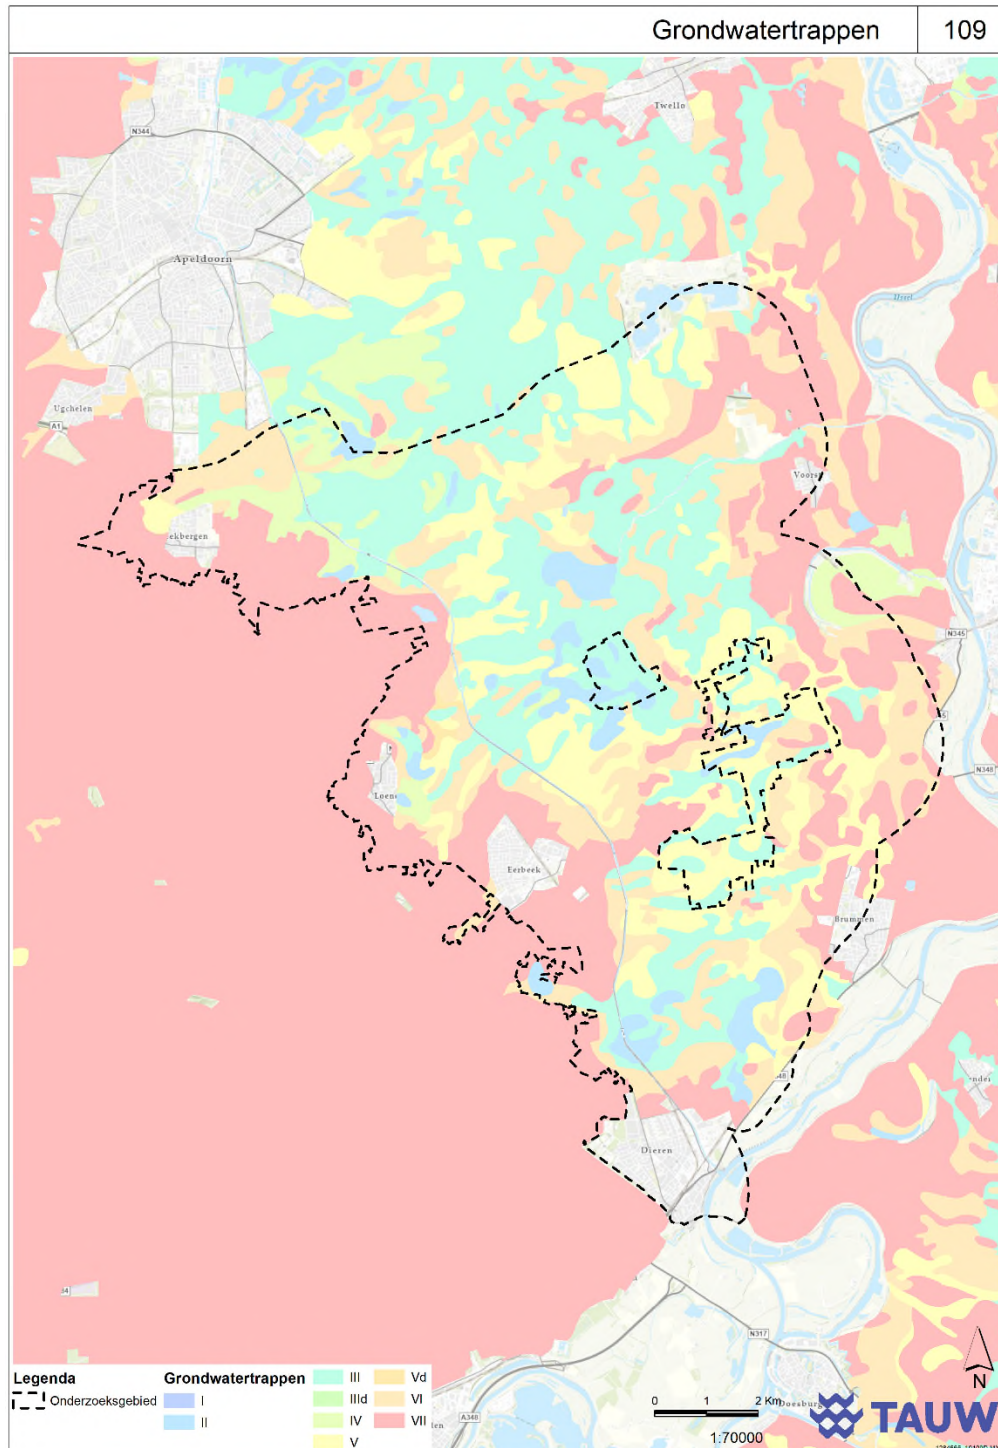 Grondwatertrappen 109
Twello
N344
Apeldoorn
IJssel
Ugchelen
A1
Voorst
ekbergen
N345
N348
Loenen
Eerbeek
Brummen
48
Dieren
N317
A348
Doesburg
Legenda
Onderzoeksgebied
Grondwatertrappen
I
II
III
IIId
IV
V
Vd
VI
VII
0 1 2 Km
1:70000
N
TAUW